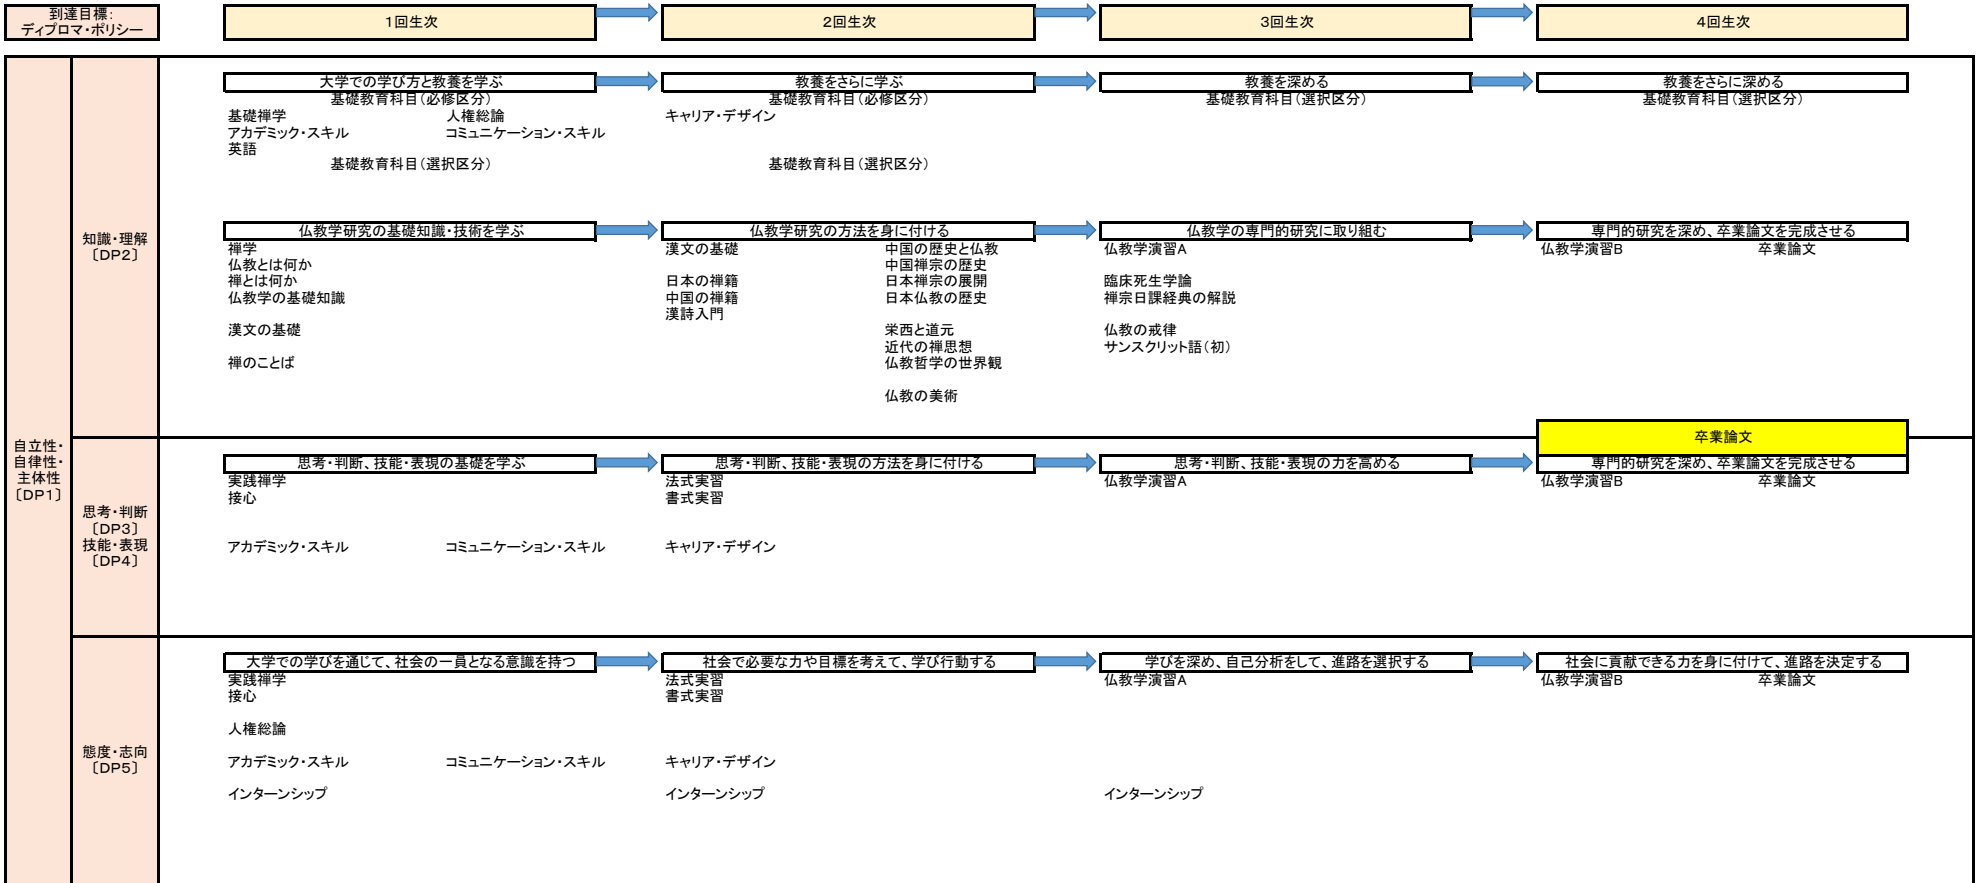 到達目標：
ディプロマ・ポリシー
1回生次
2回生次
3回生次
4回生次
自立性・
自律性・
主体性
〔DP1〕
知識・理解
〔DP2〕
大学での学び方と教養を学ぶ
教養をさらに学ぶ
教養を深める
教養をさらに深める
基礎教育科目（必修区分）
基礎教育科目（必修区分）
基礎教育科目（選択区分）
基礎教育科目（選択区分）
基礎禅学
人権総論
キャリア・デザイン
アカデミック・スキル
コミュニケーション・スキル
英語
基礎教育科目（選択区分）
基礎教育科目（選択区分）
仏教学研究の基礎知識・技術を学ぶ
仏教学研究の方法を身に付ける
仏教学の専門的研究に取り組む
専門的研究を深め、卒業論文を完成させる
禅学
漢文の基礎
中国の歴史と仏教
仏教学演習A
仏教学演習B
卒業論文
仏教とは何か
中国禅宗の歴史
禅とは何か
日本の禅籍
日本禅宗の展開
臨床死生学論
仏教学の基礎知識
中国の禅籍
日本仏教の歴史
禅宗日課経典の解説
漢詩入門
漢文の基礎
栄西と道元
仏教の戒律
近代の禅思想
サンスクリット語（初）
禅のことば
仏教哲学の世界観
仏教の美術
卒業論文
思考・判断
〔DP3〕
技能・表現
〔DP4〕
思考・判断、技能・表現の基礎を学ぶ
思考・判断、技能・表現の方法を身に付ける
思考・判断、技能・表現の力を高める
専門的研究を深め、卒業論文を完成させる
実践禅学
法式実習
仏教学演習A
仏教学演習B
卒業論文
接心
書式実習
アカデミック・スキル
コミュニケーション・スキル
キャリア・デザイン
態度・志向
〔DP5〕
大学での学びを通じて、社会の一員となる意識を持つ
社会で必要な力や目標を考えて、学び行動する
学びを深め、自己分析をして、進路を選択する
社会に貢献できる力を身に付けて、進路を決定する
実践禅学
法式実習
仏教学演習A
仏教学演習B
卒業論文
接心
書式実習
人権総論
アカデミック・スキル
コミュニケーション・スキル
キャリア・デザイン
インターンシップ
インターンシップ
インターンシップ